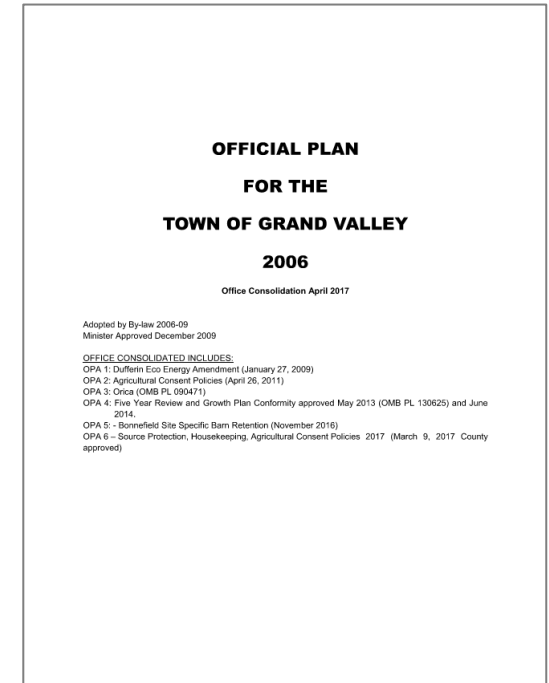 OFFICIAL PLAN
FOR THE
TOWN OF GRAND VALLEY
2006
Office Consolidation April 2017
Adopted by By-law 2006-09
Minister Approved December 2009
OFFICE CONSOLIDATED INCLUDES:
OPA 1: Dufferin Eco Energy Amendment (January 27, 2009)
OPA 2: Agricultural Consent Policies (April 26, 2011)
OPA 3: Orica (OMB PL 090471)
OPA 4: Five Year Review and Growth Plan Conformity approved May 2013 (OMB PL 130625) and June
2014.
OPA 5: - Bonnefield Site Specific Barn Retention (November 2016)
OPA 6 – Source Protection, Housekeeping, Agricultural Consent Policies 2017 (March 9, 2017 County
approved)